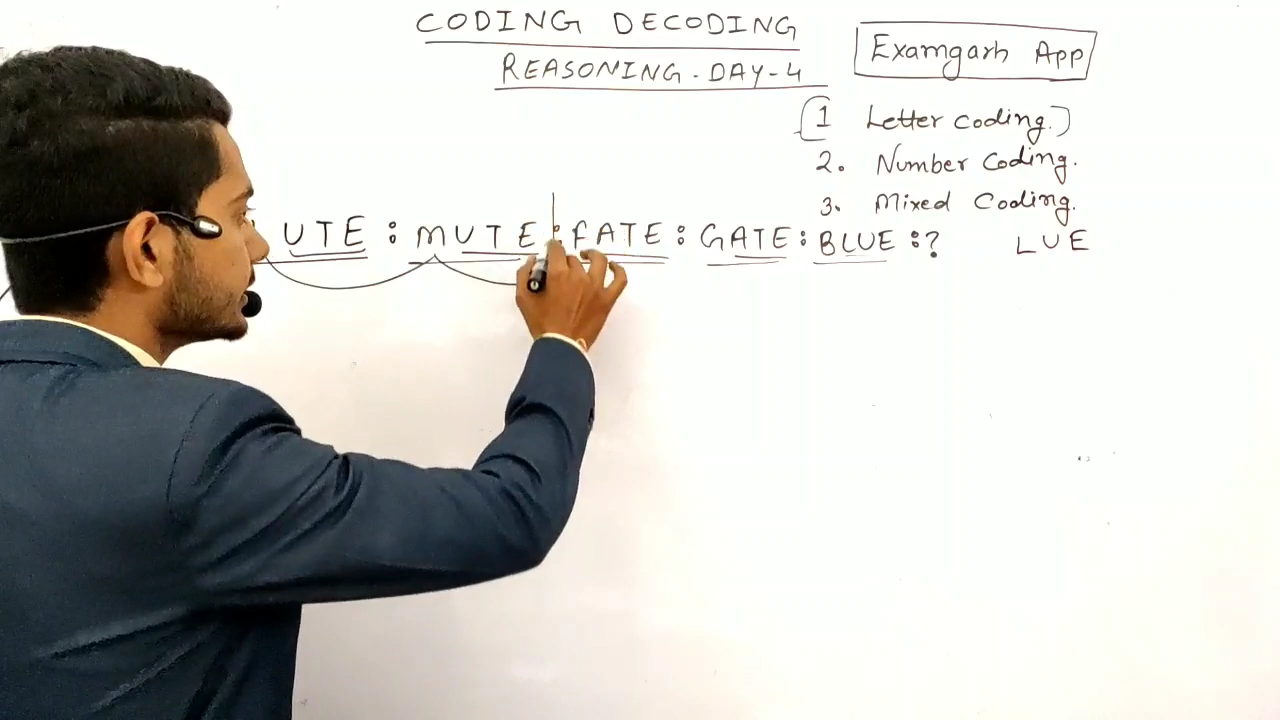 CODING DECODING
REASONING - DAY-4
Examgarh App
1 Letter coding.
2. Number Coding.
3. Mixed Coding.
UTE : MUTE : FATE : GATE : BLUE : ? LUE